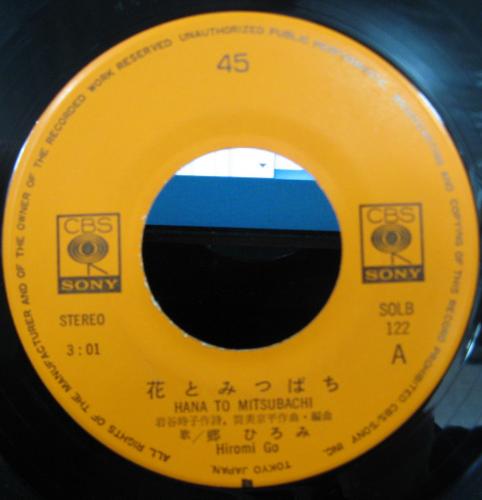 45
CBS
SONY
CBS
SONY
STEREO
3:01
SOLB
122
A
花とみつばち
HANA TO MITSUBACHI
岩谷時子作詩、筒美京平作曲・編曲
歌/郷 ひろみ
Hiromi Go
ALL RIGHTS OF THE MANUFACTURER AND OF THE OWNER OF THE RECORDED WORK RESERVED UNAUTHORIZED PUBLIC PERFORMANCE BROADCASTING AND COPYING OF THIS RECORD PROHIBITED CBS/SONY INC. TOKYO JAPAN.